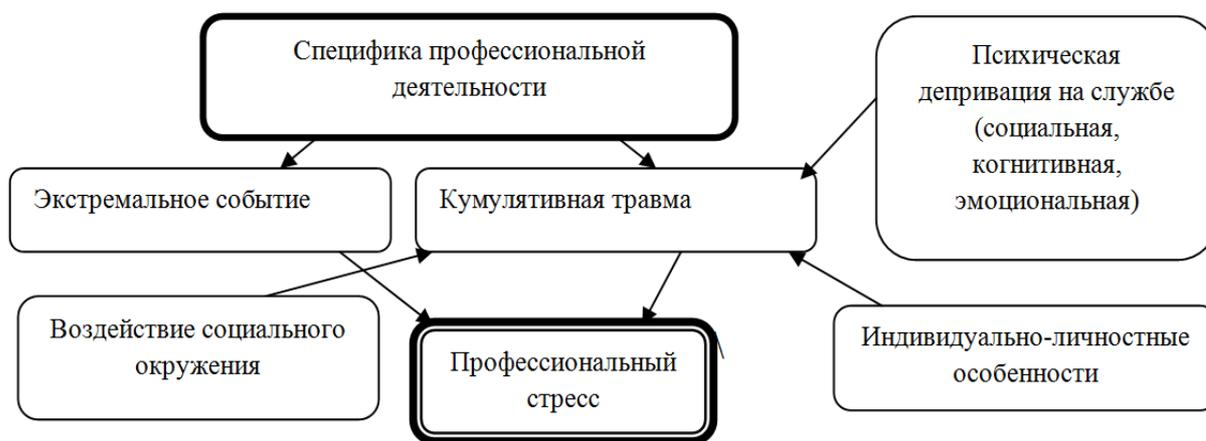 Специфика профессиональной
деятельности
Психическая
депривация на службе
(социальная,
когнитивная,
эмоциональная)
Экстремальное событие
Кумулятивная травма
Воздействие социального
окружения
Профессиональный
стресс
Индивидуально-личностные
особенности